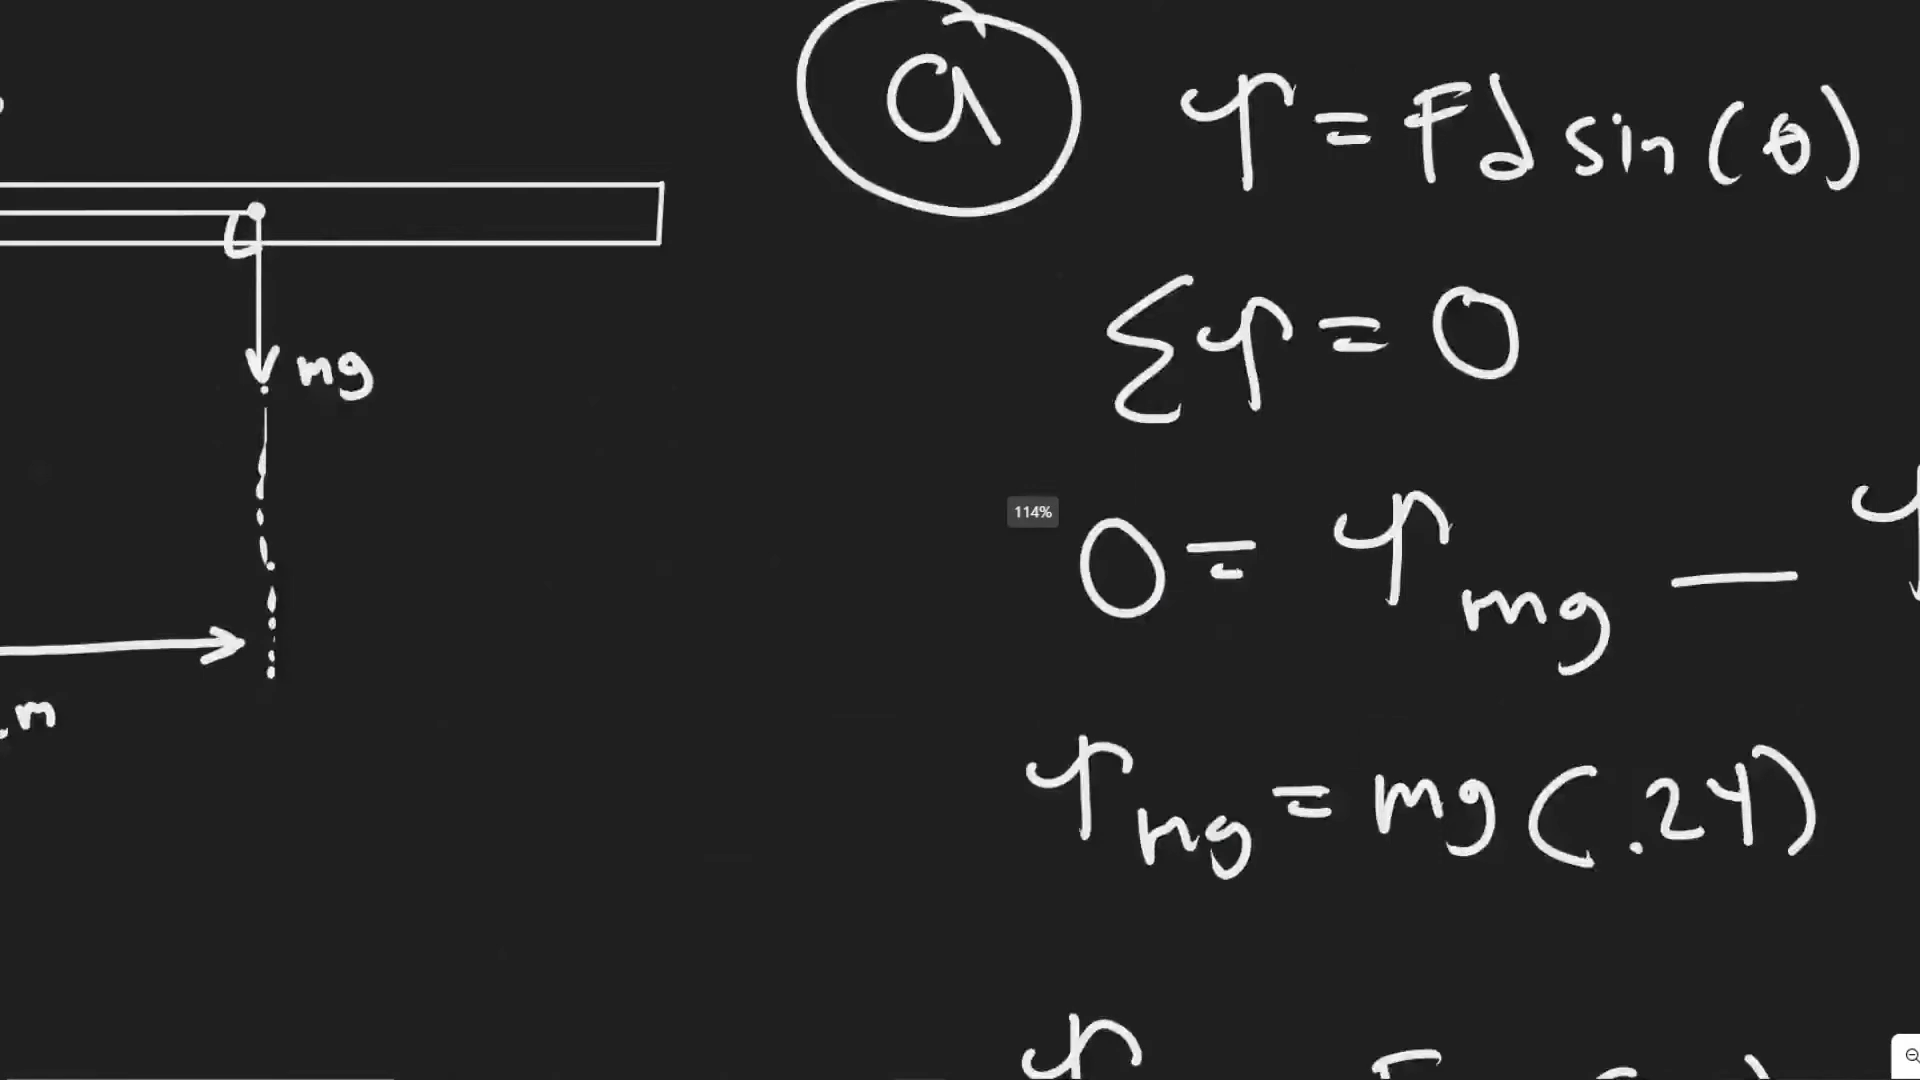 a
τ = Fd sin(θ)
Στ = 0
mg
114%
0 = τmg −
m
τmg = mg(.24)